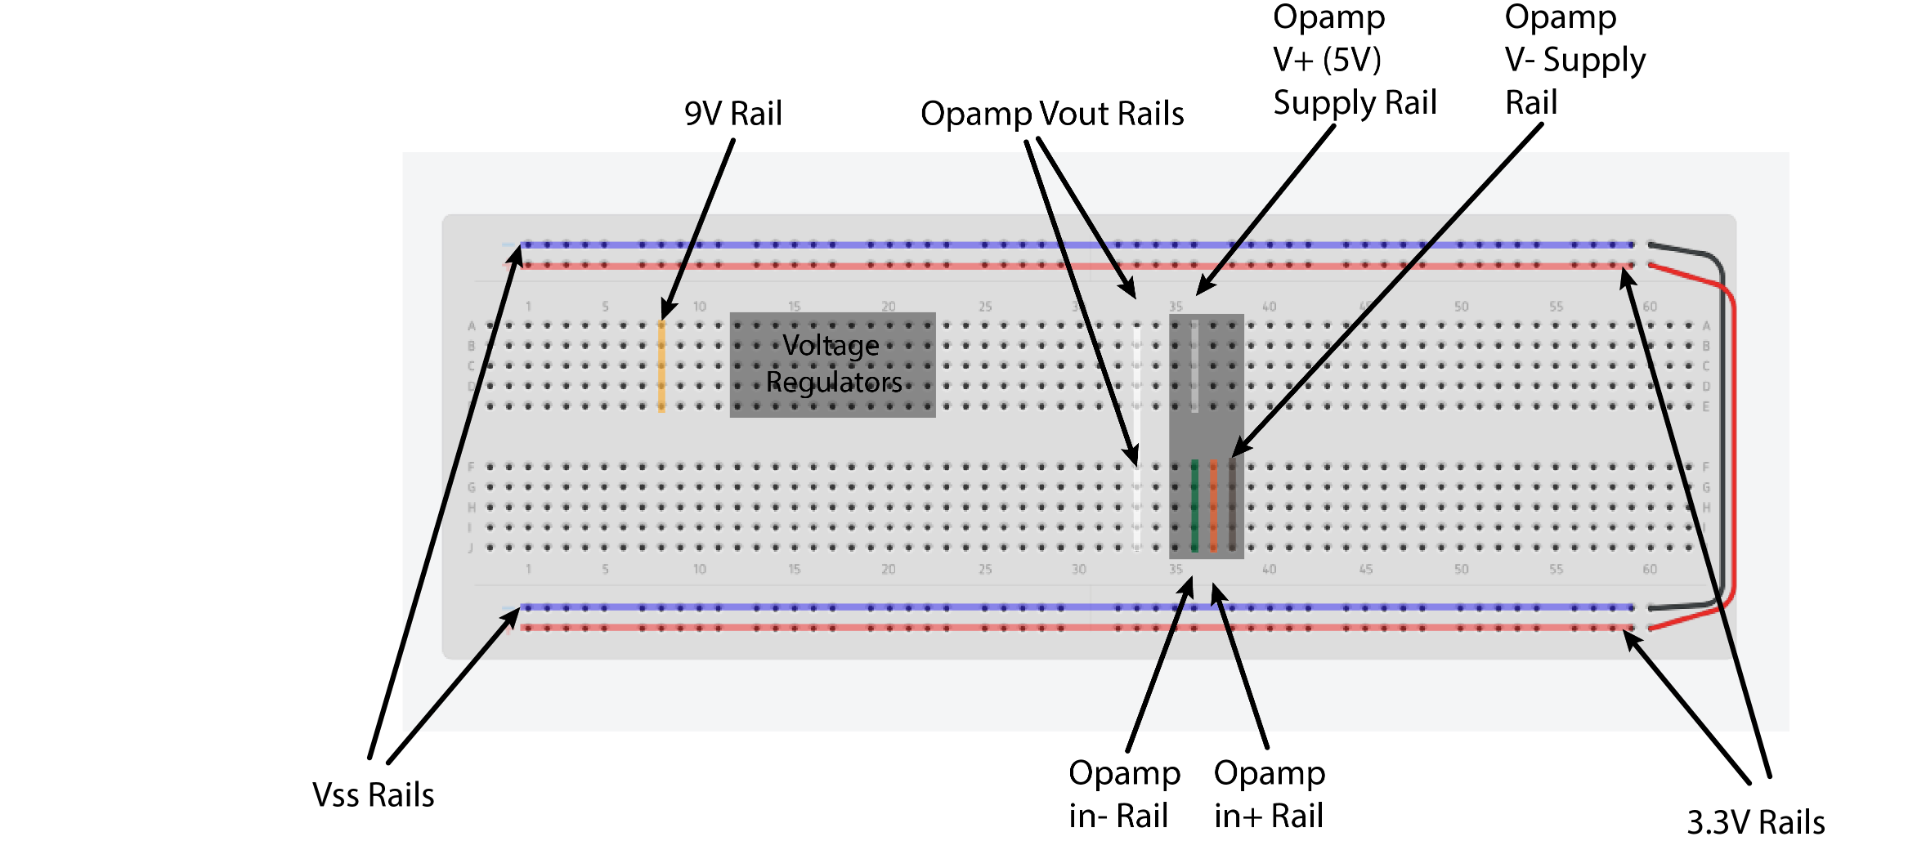 Opamp
V+ (5V)
Supply Rail
Opamp
V- Supply
Rail
9V Rail
Opamp Vout Rails
1 5 10 15 20 25 35 40 45 50 55 60
A A
B Voltage B
C C
D Regulators D
E
F F
G G
H H
I
J
1 5 10 15 20 25 30 35 40 45 50 55 60
Vss Rails
Opamp
in- Rail
Opamp
in+ Rail
3.3V Rails